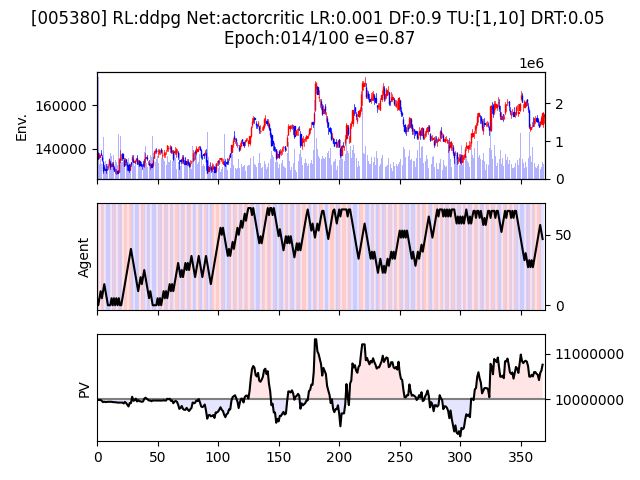 [005380] RL:ddpg Net:actorcritic LR:0.001 DF:0.9 TU:[1,10] DRT:0.05
Epoch:014/100 e=0.87
1e6
Env.
160000
140000
2
1
0
Agent
50
0
PV
11000000
10000000
0 50 100 150 200 250 300 350